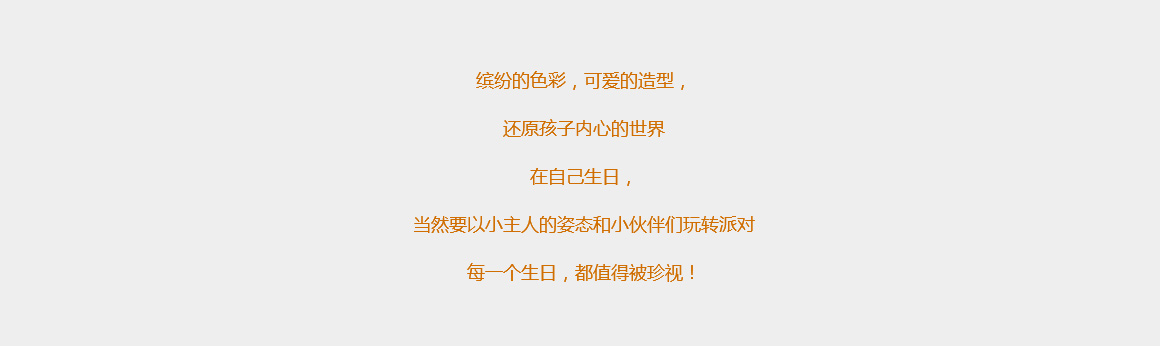 缤纷的色彩，可爱的造型，
还原孩子内心的世界
在自己生日，
当然要以小主人的姿态和小伙伴们玩转派对
每一个生日，都值得被珍视！